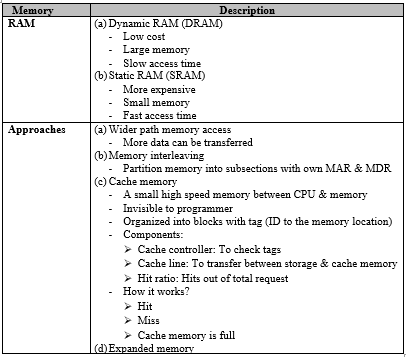 Memory Description
RAM (a) Dynamic RAM (DRAM)
- Low cost
- Large memory
- Slow access time
(b) Static RAM (SRAM)
- More expensive
- Small memory
- Fast access time
Approaches (a) Wider path memory access
- More data can be transferred
(b) Memory interleaving
- Partition memory into subsections with own MAR & MDR
(c) Cache memory
- A small high speed memory between CPU & memory
- Invisible to programmer
- Organized into blocks with tag (ID to the memory location)
- Components:
➢ Cache controller: To check tags
➢ Cache line: To transfer between storage & cache memory
➢ Hit ratio: Hits out of total request
- How it works?
➢ Hit
➢ Miss
➢ Cache memory is full
(d) Expanded memory